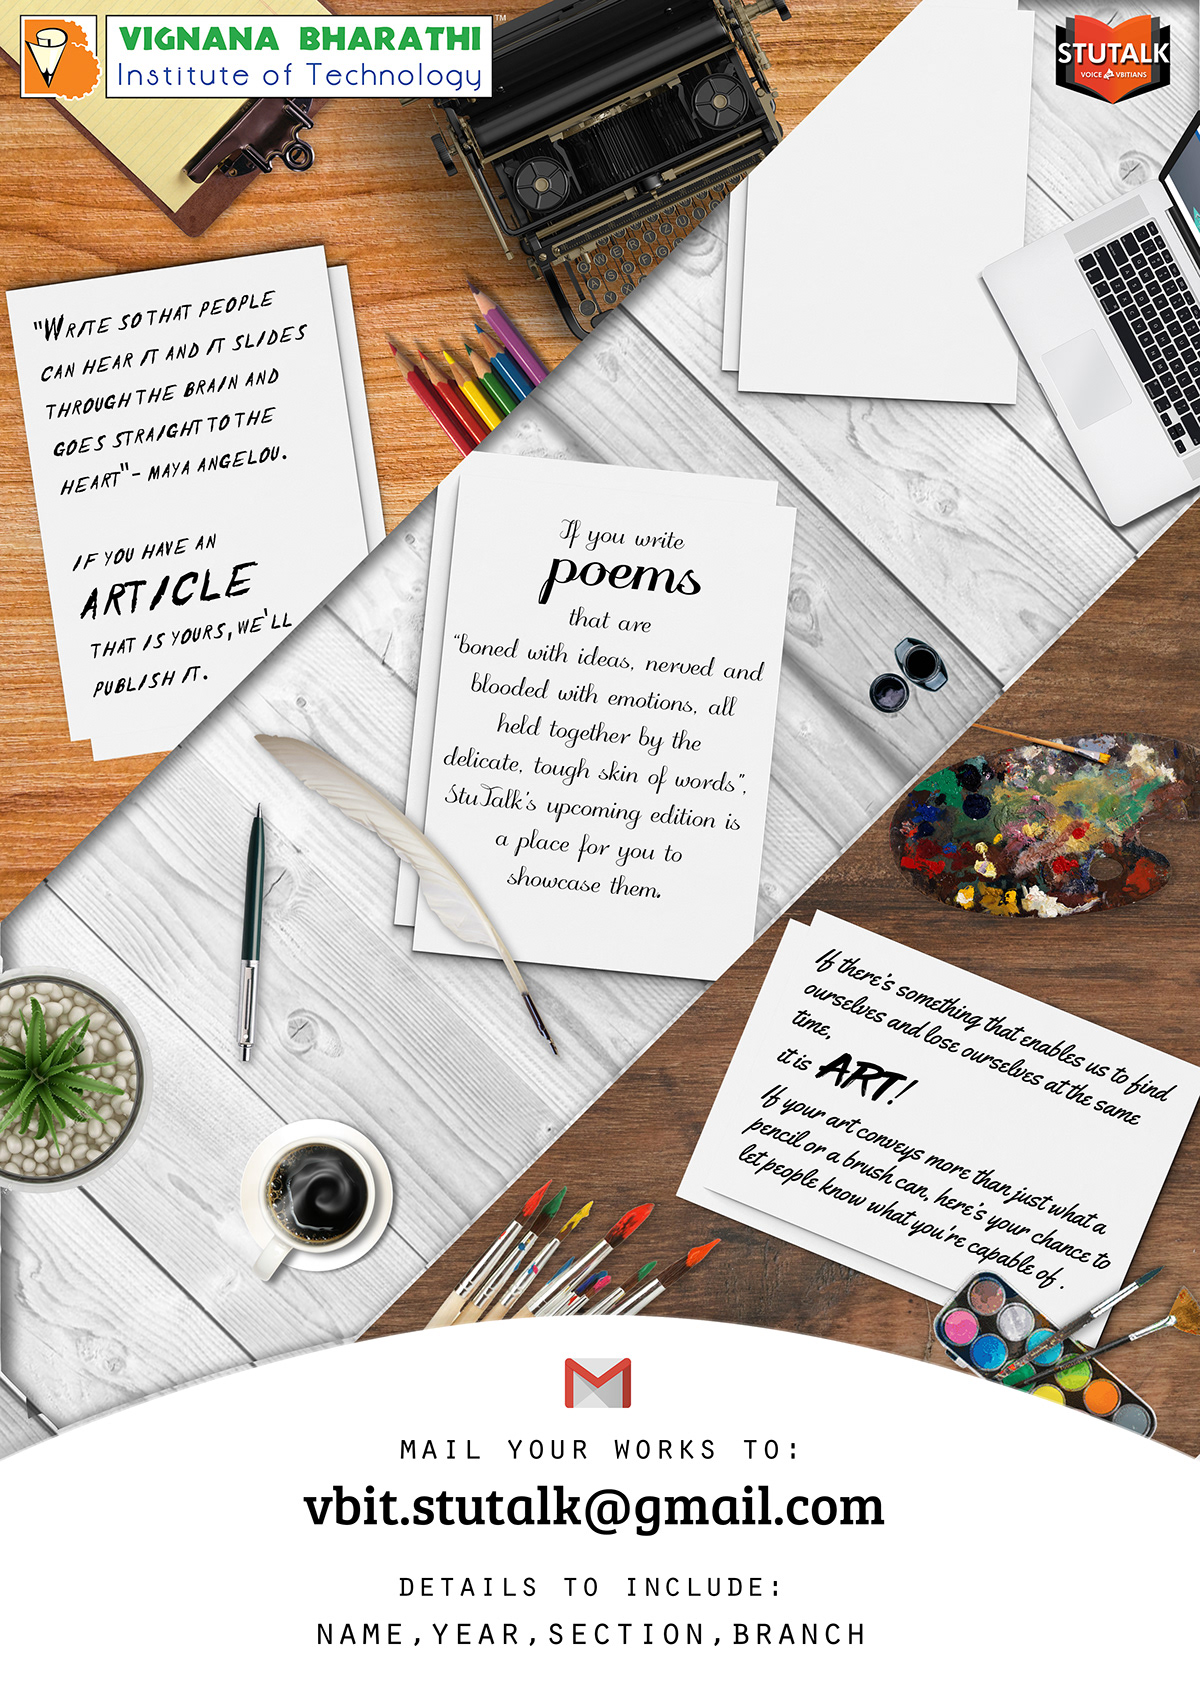 VIGNANA BHARATHI
Institute of Technology
TM
STUTALK
VOICE VBITIANS
"WRITE SO THAT PEOPLE
CAN HEAR IT AND IT SLIDES
THROUGH THE BRAIN AND
GOES STRAIGHT TO THE
HEART"- MAYA ANGELOU.
IF YOU HAVE AN
ARTICLE
THAT IS YOURS, WE'LL
PUBLISH IT.
If you write
poems
that are
"boned with ideas, nerved and
blooded with emotions, all
held together by the
delicate, tough skin of words",
StuTalk's upcoming edition is
a place for you to
showcase them.
If there's something that enables us to find
ourselves and lose ourselves at the same
time,
it is ART!
If your art conveys more than just what a
pencil or a brush can, here's your chance to
let people know what you're capable of .
MAIL YOUR WORKS TO:
vbit.stutalk@gmail.com
DETAILS TO INCLUDE:
NAME,YEAR,SECTION,BRANCH